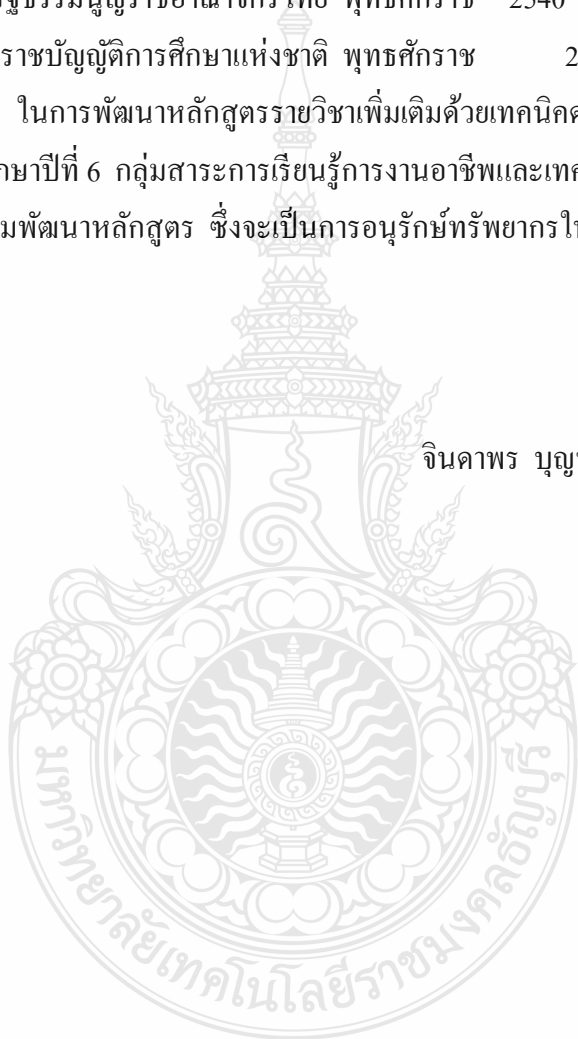 รัฐธรรมนูญราชอาณาจักรไทย พุทธศักราช 2540
ราชบัญญัติการศึกษาแห่งชาติ พุทธศักราช 2
ในการพัฒนาหลักสูตรรายวิชาเพิ่มเติมด้วยเทคนิค
ศึกษาปีที่ 6 กลุ่มสาระการเรียนรู้การงานอาชีพและเทค
พัฒนาหลักสูตร ซึ่งจะเป็นการอนุรักษ์ทรัพยากร
จินดาพร บุญ
มหาวิทยาลัยเทคโนโลยีราชมงคลธัญบุรี